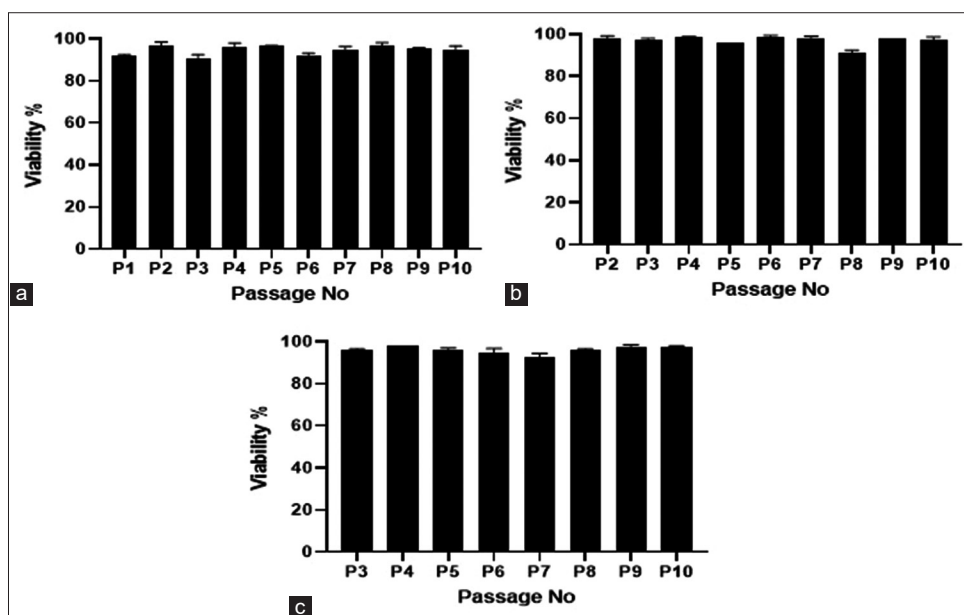 100
80
60
40
20
0
Viability %
P1 P2 P3 P4 P5 P6 P7 P8 P9 P10
Passage No
a
100
80
60
40
20
0
Viability %
P2 P3 P4 P5 P6 P7 P8 P9 P10
Passage No
b
100
80
60
40
20
0
Viability %
P3 P4 P5 P6 P7 P8 P9 P10
Passage No
c